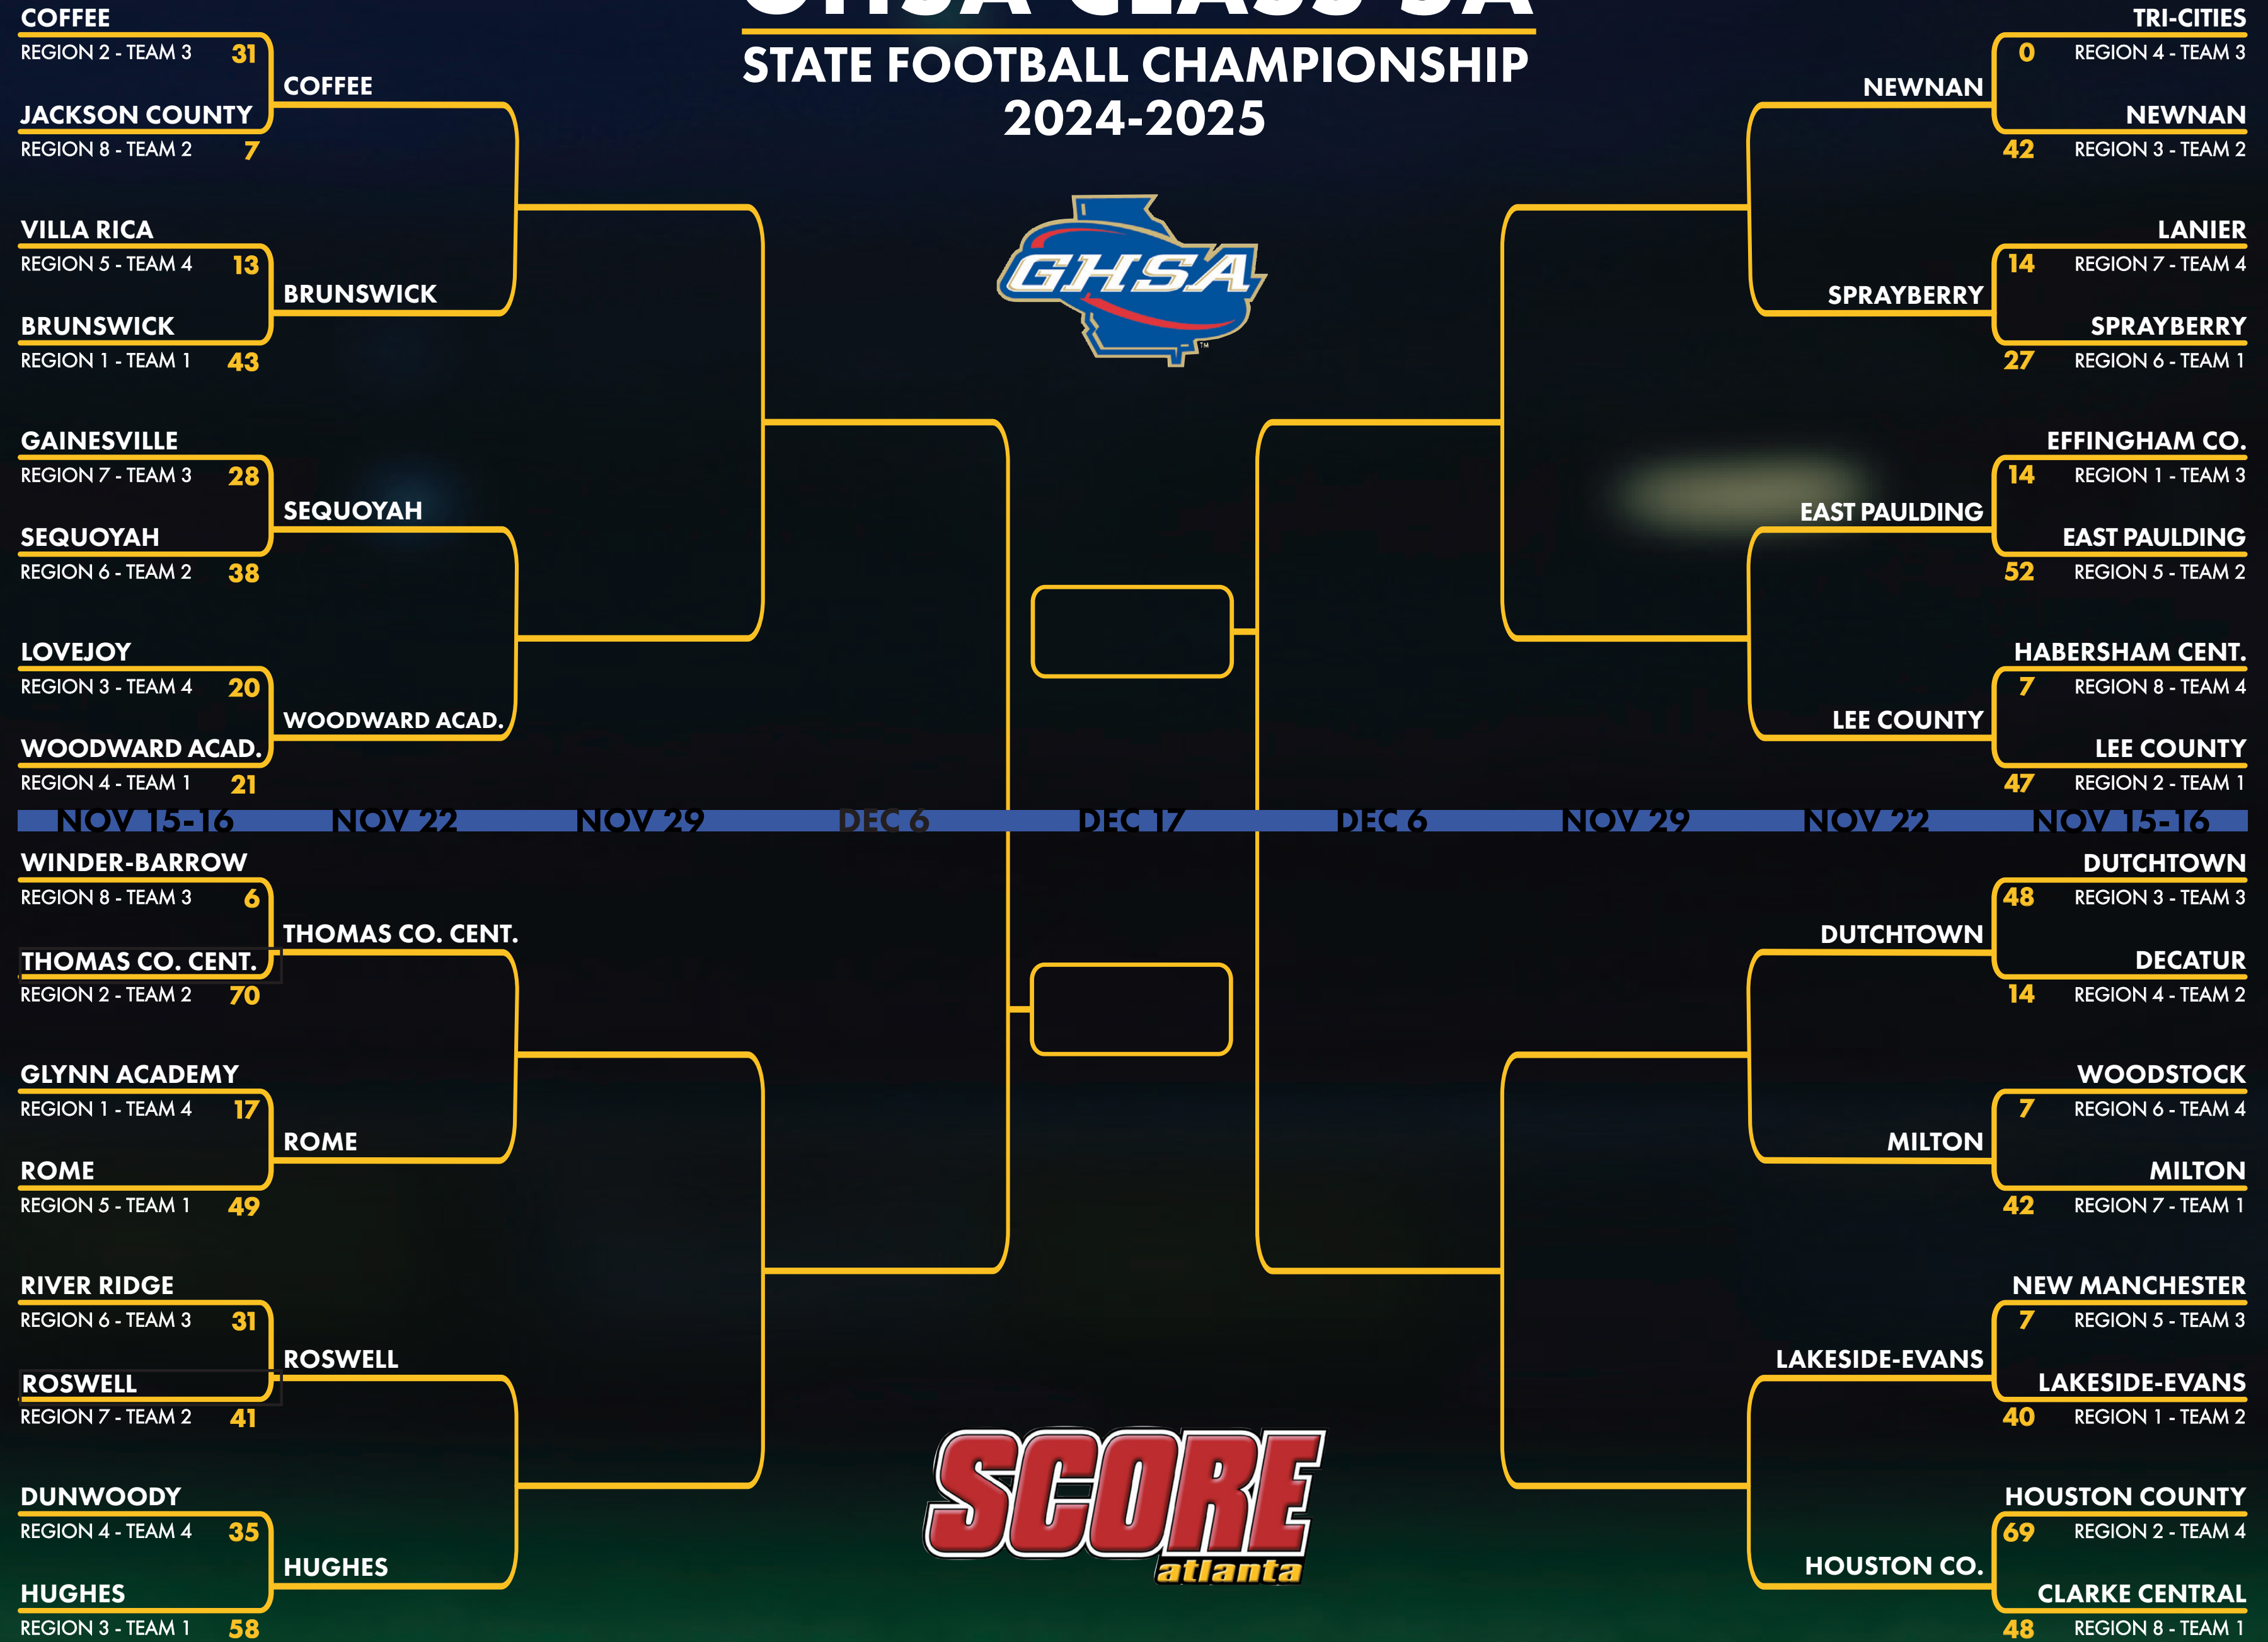 GHSA CLASS 5A
STATE FOOTBALL CHAMPIONSHIP
2024-2025
COFFEE
REGION 2 - TEAM 3 31
COFFEE
JACKSON COUNTY
REGION 8 - TEAM 2 7
VILLA RICA
REGION 5 - TEAM 4 13
BRUNSWICK
BRUNSWICK
REGION 1 - TEAM 1 43
GAINESVILLE
REGION 7 - TEAM 3 28
SEQUOYAH
SEQUOYAH
REGION 6 - TEAM 2 38
LOVEJOY
REGION 3 - TEAM 4 20
WOODWARD ACAD.
WOODWARD ACAD.
REGION 4 - TEAM 1 21
TRI-CITIES
0 REGION 4 - TEAM 3
NEWNAN
NEWNAN
42 REGION 3 - TEAM 2
LANIER
14 REGION 7 - TEAM 4
SPRAYBERRY
SPRAYBERRY
27 REGION 6 - TEAM 1
EFFINGHAM CO.
14 REGION 1 - TEAM 3
EAST PAULDING
EAST PAULDING
52 REGION 5 - TEAM 2
HABERSHAM CENT.
7 REGION 8 - TEAM 4
LEE COUNTY
LEE COUNTY
47 REGION 2 - TEAM 1
GHSA
TM
NOV 15-16 NOV 22 NOV 29 DEC 6 DEC 17 DEC 6 NOV 29 NOV 22 NOV 15-16
WINDER-BARROW
REGION 8 - TEAM 3 6
THOMAS CO. CENT.
THOMAS CO. CENT.
REGION 2 - TEAM 2 70
GLYNN ACADEMY
REGION 1 - TEAM 4 17
ROME
ROME
REGION 5 - TEAM 1 49
RIVER RIDGE
REGION 6 - TEAM 3 31
ROSWELL
ROSWELL
REGION 7 - TEAM 2 41
DUNWOODY
REGION 4 - TEAM 4 35
HUGHES
HUGHES
REGION 3 - TEAM 1 58
DUTCHTOWN
48 REGION 3 - TEAM 3
DUTCHTOWN
DECATUR
14 REGION 4 - TEAM 2
WOODSTOCK
7 REGION 6 - TEAM 4
MILTON
MILTON
42 REGION 7 - TEAM 1
NEW MANCHESTER
7 REGION 5 - TEAM 3
LAKESIDE-EVANS
LAKESIDE-EVANS
40 REGION 1 - TEAM 2
HOUSTON COUNTY
69 REGION 2 - TEAM 4
HOUSTON CO.
CLARKE CENTRAL
48 REGION 8 - TEAM 1
SCORE
atlanta